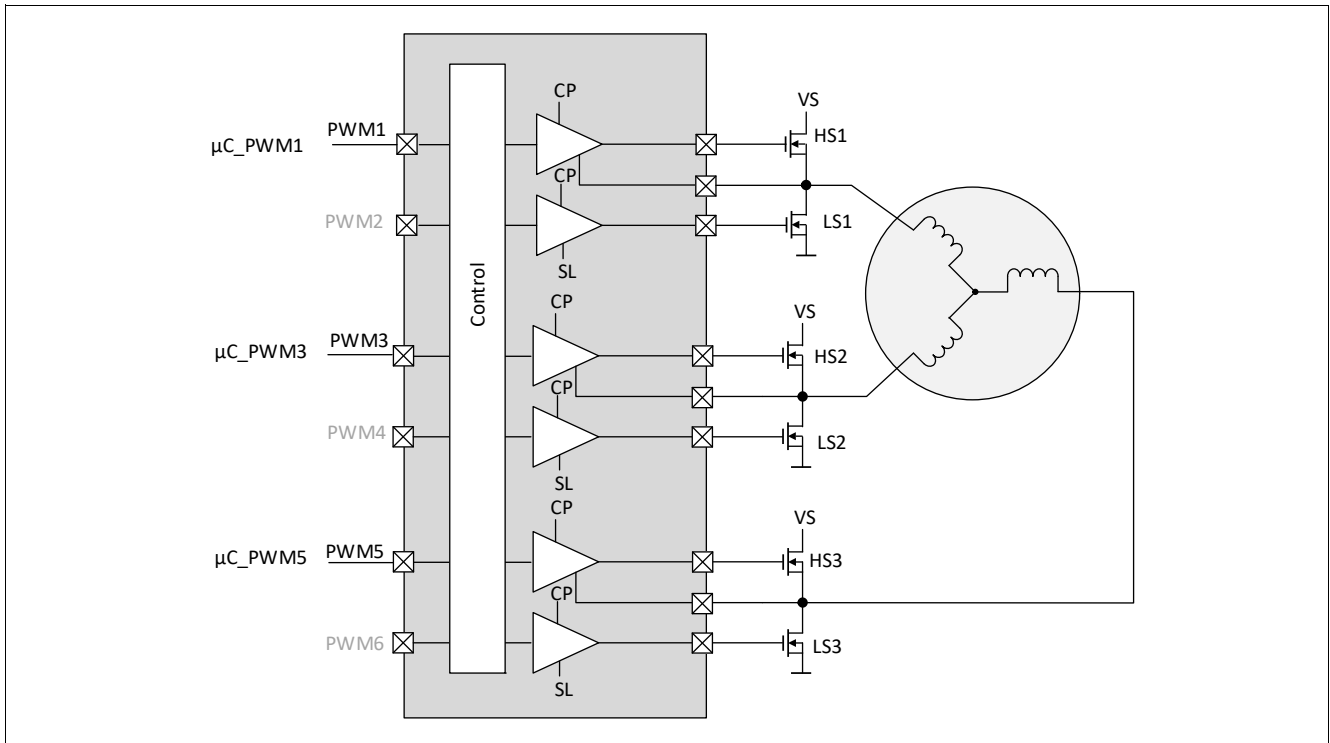 CP
VS
µC_PWM1
PWM1
HS1
CP
PWM2
LS1
SL
Control
CP
VS
µC_PWM3
PWM3
HS2
CP
PWM4
LS2
SL
CP
VS
µC_PWM5
PWM5
HS3
CP
PWM6
LS3
SL